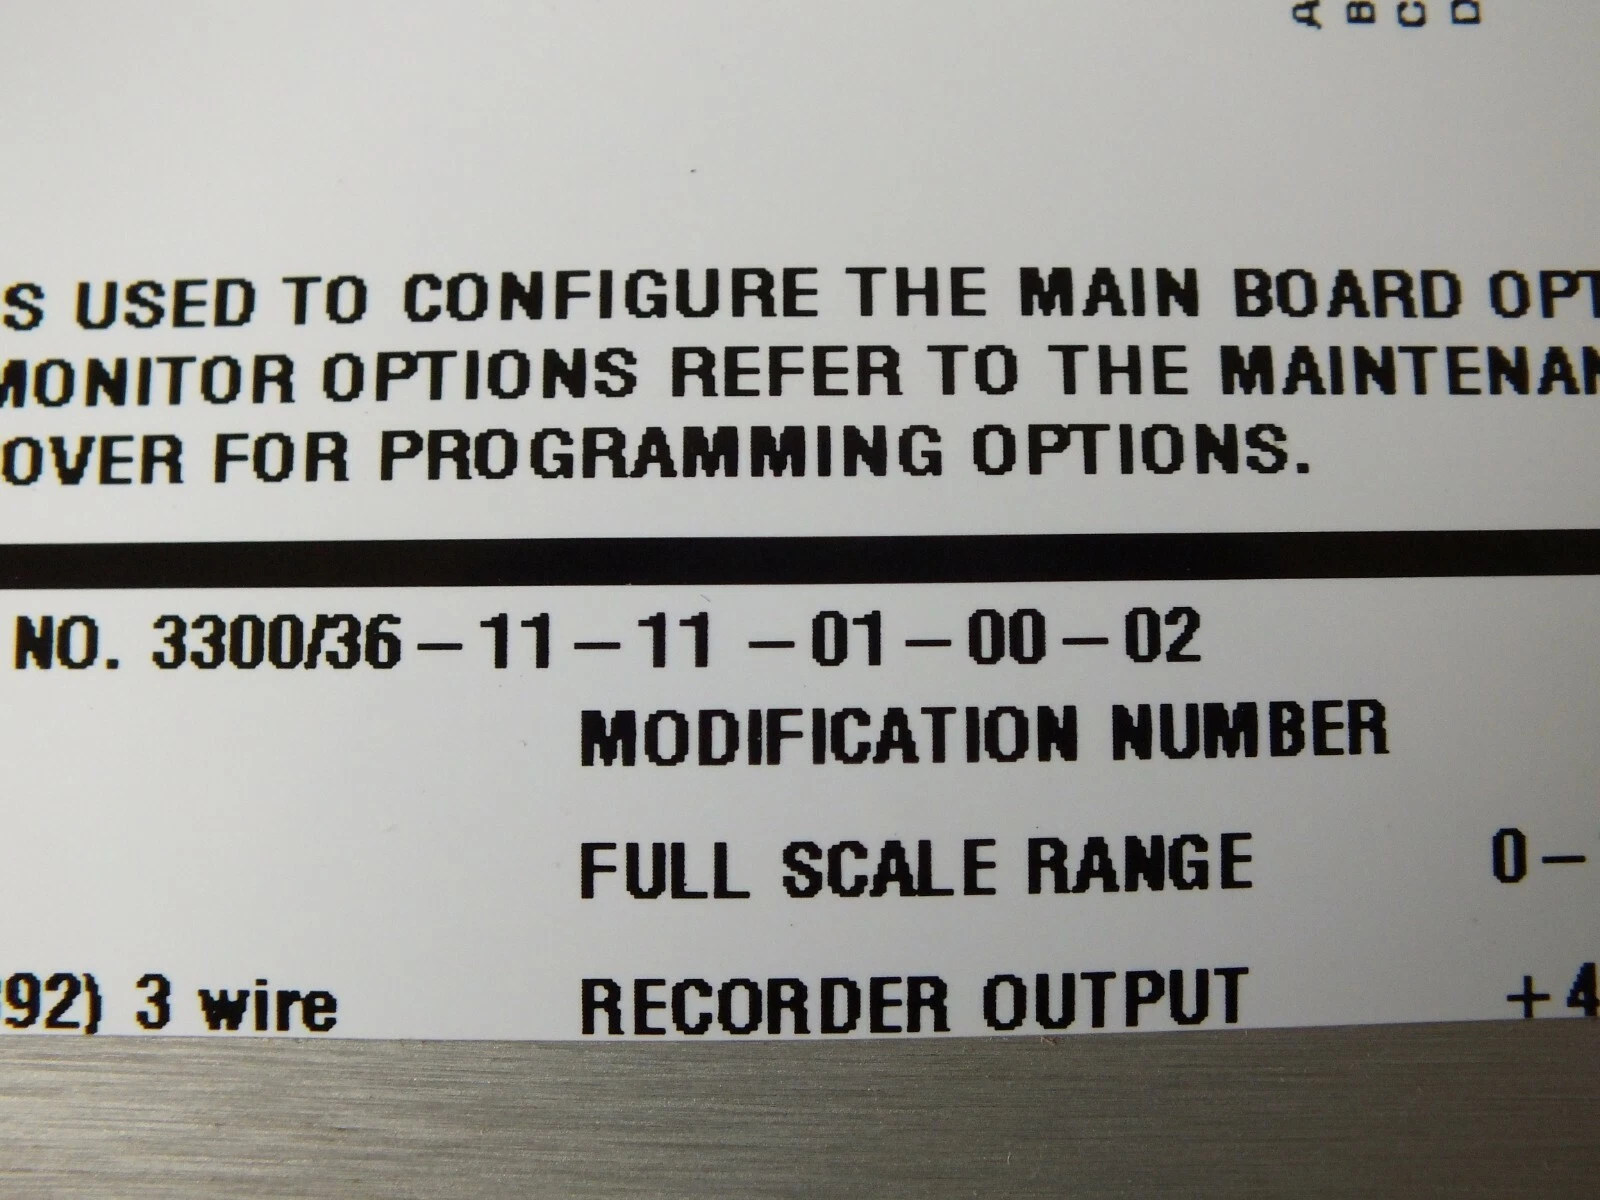 A
B
C
D
S USED TO CONFIGURE THE MAIN BOARD OPT
MONITOR OPTIONS REFER TO THE MAINTENAN
OVER FOR PROGRAMMING OPTIONS.
NO. 3300/36-11-11-01-00-02
MODIFICATION NUMBER
FULL SCALE RANGE 0-
92) 3 wire RECORDER OUTPUT +4